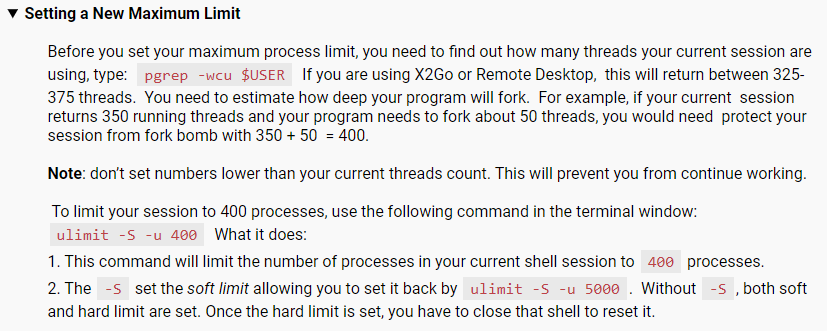 ▼ Setting a New Maximum Limit
Before you set your maximum process limit, you need to find out how many threads your current session are
using, type: pgrep -wcu $USER If you are using X2Go or Remote Desktop, this will return between 325-
375 threads. You need to estimate how deep your program will fork. For example, if your current session
returns 350 running threads and your program needs to fork about 50 threads, you would need protect your
session from fork bomb with 350 + 50 = 400.
Note: don’t set numbers lower than your current threads count. This will prevent you from continue working.
To limit your session to 400 processes, use the following command in the terminal window:
ulimit -S -u 400 What it does:
1. This command will limit the number of processes in your current shell session to 400 processes.
2. The -S set the soft limit allowing you to set it back by ulimit -S -u 5000 . Without -S , both soft
and hard limit are set. Once the hard limit is set, you have to close that shell to reset it.